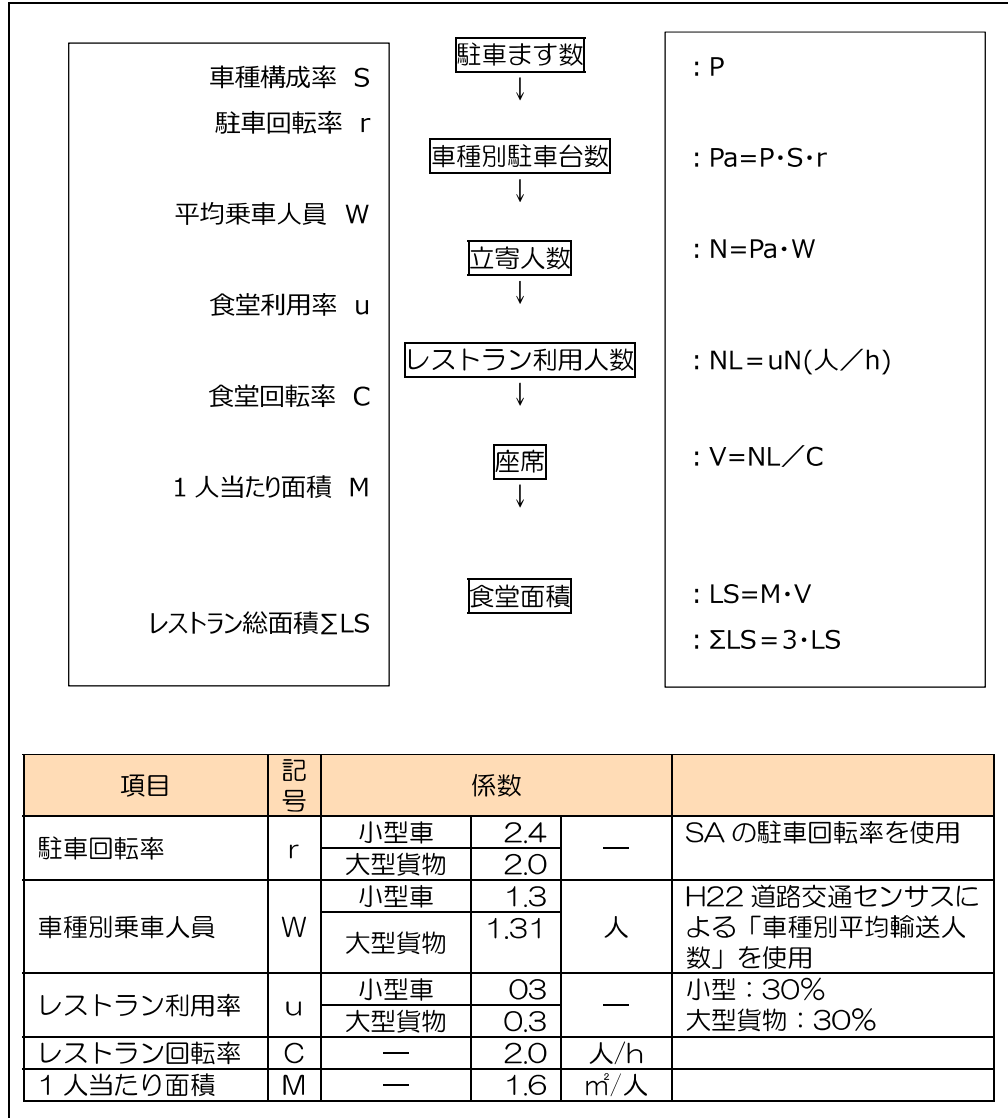 駐車ます数
車種構成率 S
: P
↓
駐車回転率 r
車種別駐車台数
: Pa=P・S・r
↓
平均乗車人員 W
立寄人数
: N=Pa・W
↓
食堂利用率 u
レストラン利用人数
: NL=uN(人／h)
↓
食堂回転率 C
座席
: V=NL／C
↓
1 人当たり面積 M
食堂面積
: LS=M・V
レストラン総面積∑LS
: ΣLS=3・LS
項目 記号 係数
駐車回転率 r 小型車 2.4 — SA の駐車回転率を使用
大型貨物 2.0
車種別乗車人員 W 小型車 1.3 人 H22 道路交通センサスに
大型貨物 1.31 よる「車種別平均輸送人
数」を使用
レストラン利用率 u 小型車 03 — 小型：30%
大型貨物 0.3 大型貨物：30%
レストラン回転率 C — 2.0 人/h
1 人当たり面積 M — 1.6 ㎡/人